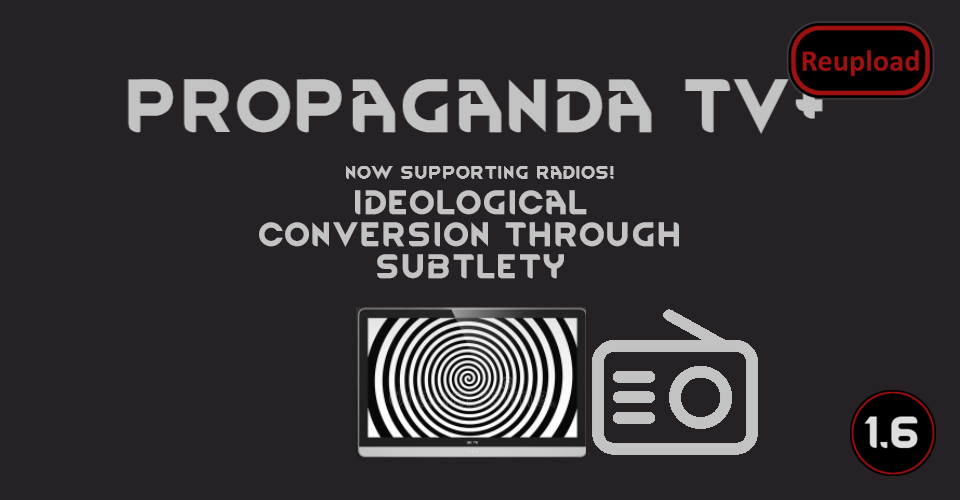 Reupload
PROPAGANDA TV+
NOW SUPPORTING RADIOS!
IDEOLOGICAL
CONVERSION THROUGH
SUBTLETY
1.6